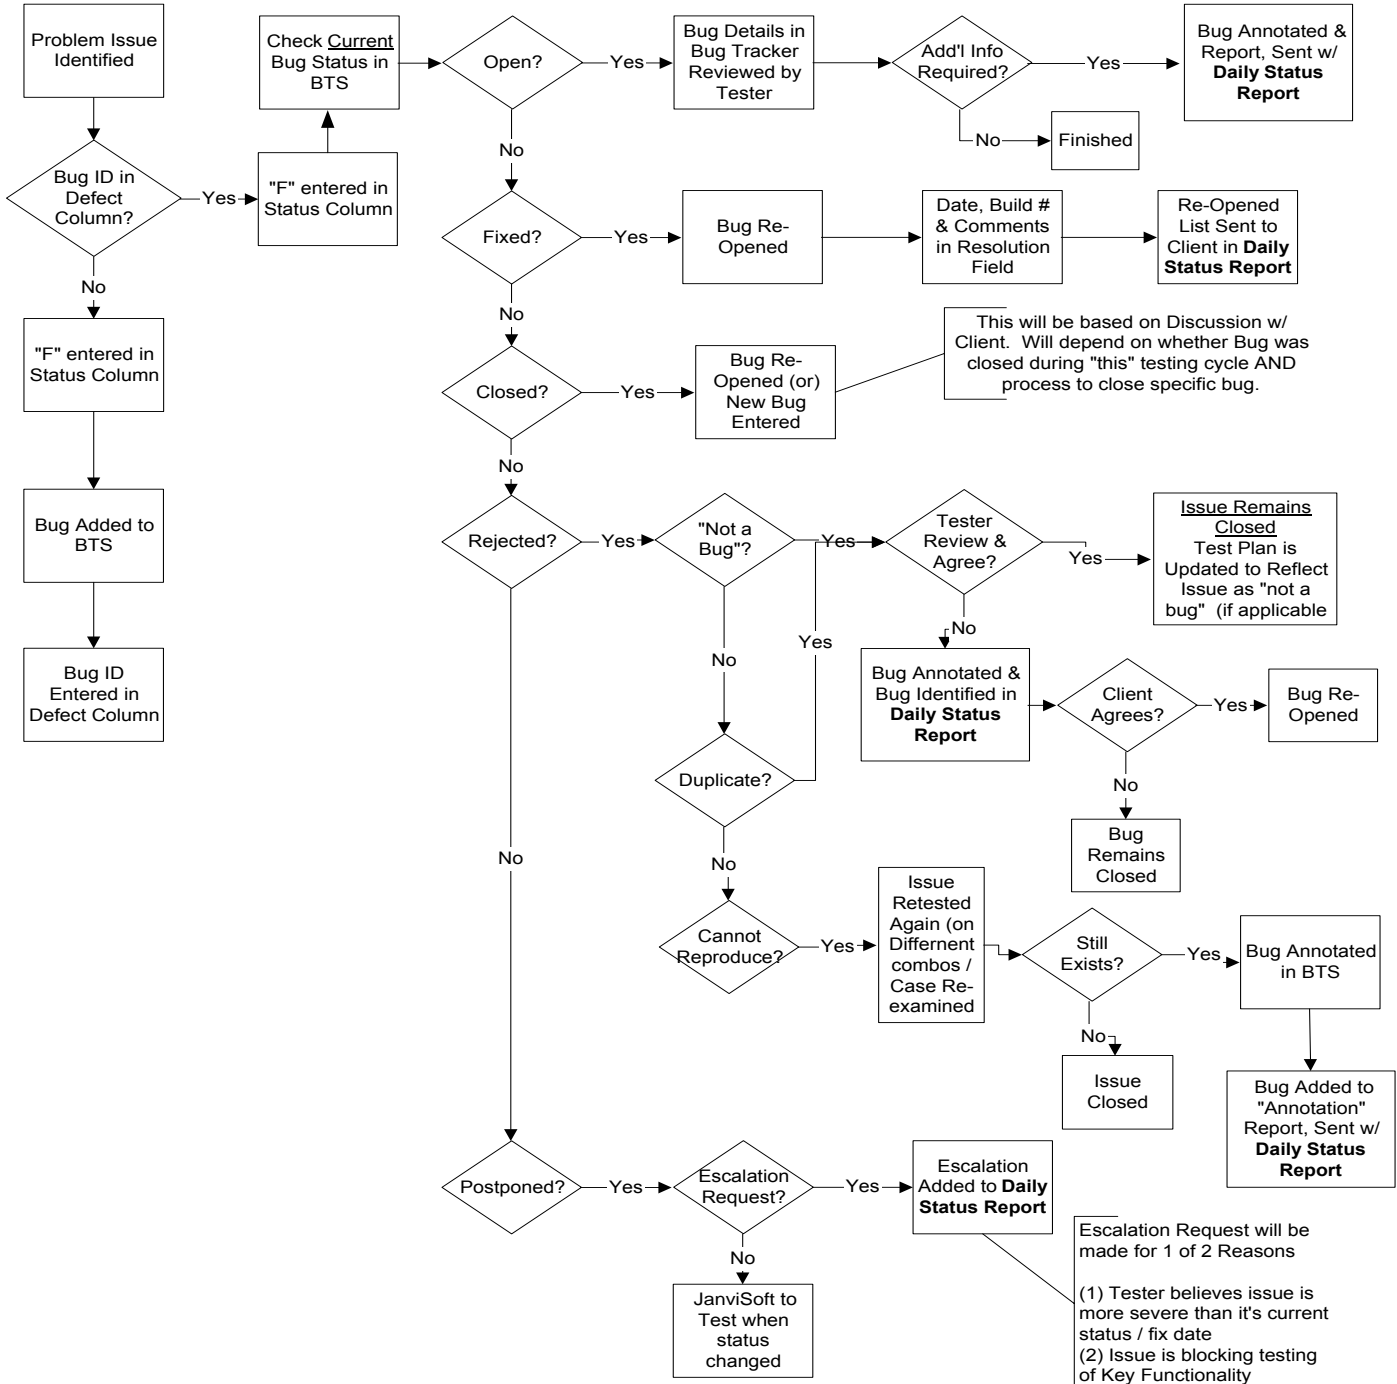 Problem Issue
Identified
Bug ID in
Defect
Column?
Yes
No
"F" entered in
Status Column
Bug Added to
BTS
Bug ID
Entered in
Defect Column
"F" entered in
Status Column
Check Current
Bug Status in
BTS
Open?
Yes
No
Bug Details in
Bug Tracker
Reviewed by
Tester
Add'l Info
Required?
Yes
No
Finished
Bug Annotated &
Report, Sent w/
Daily Status
Report
Fixed?
Yes
No
Bug Re-
Opened
Date, Build #
& Comments
in Resolution
Field
Re-Opened
List Sent to
Client in Daily
Status Report
Closed?
Yes
No
Bug Re-
Opened (or)
New Bug
Entered
This will be based on Discussion w/
Client. Will depend on whether Bug was
closed during "this" testing cycle AND
process to close specific bug.
Rejected?
Yes
No
"Not a
Bug"?
Yes
No
Tester
Review &
Agree?
Yes
No
Issue Remains
Closed
Test Plan is
Updated to Reflect
Issue as "not a
bug" (if applicable
Yes
Bug Annotated &
Bug Identified in
Daily Status
Report
Client
Agrees?
Yes
No
Bug Re-
Opened
Bug
Remains
Closed
Duplicate?
No
Cannot
Reproduce?
Yes
Issue
Retested
Again (on
Differnent
combos /
Case Re-
examined
Still
Exists?
Yes
No
Issue
Closed
Bug Annotated
in BTS
Bug Added to
"Annotation"
Report, Sent w/
Daily Status
Report
Postponed?
Yes
Escalation
Request?
Yes
No
Escalation
Added to Daily
Status Report
JanviSoft to
Test when
status
changed
Escalation Request will be
made for 1 of 2 Reasons
(1) Tester believes issue is
more severe than it's current
status / fix date
(2) Issue is blocking testing
of Key Functionality